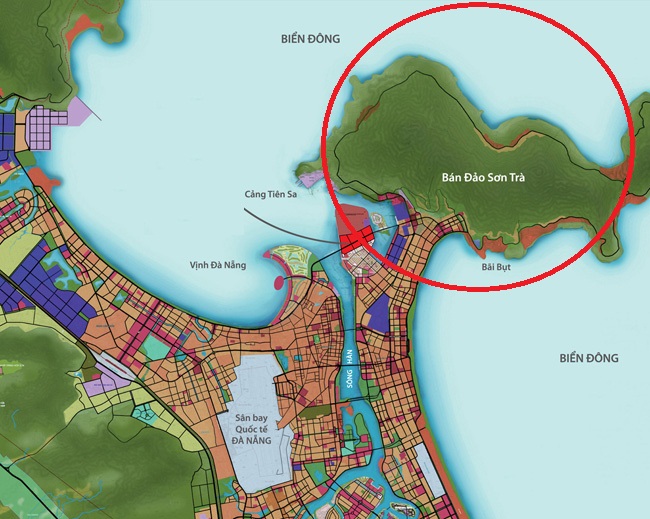 BIỂN ĐÔNG
Bán Đảo Sơn Trà
Cảng Tiên Sa
Vịnh Đà Nẵng
Bãi Bụt
BIỂN ĐÔNG
SÔNG HÀN
Sân bay
Quốc tế
ĐÀ NẴNG